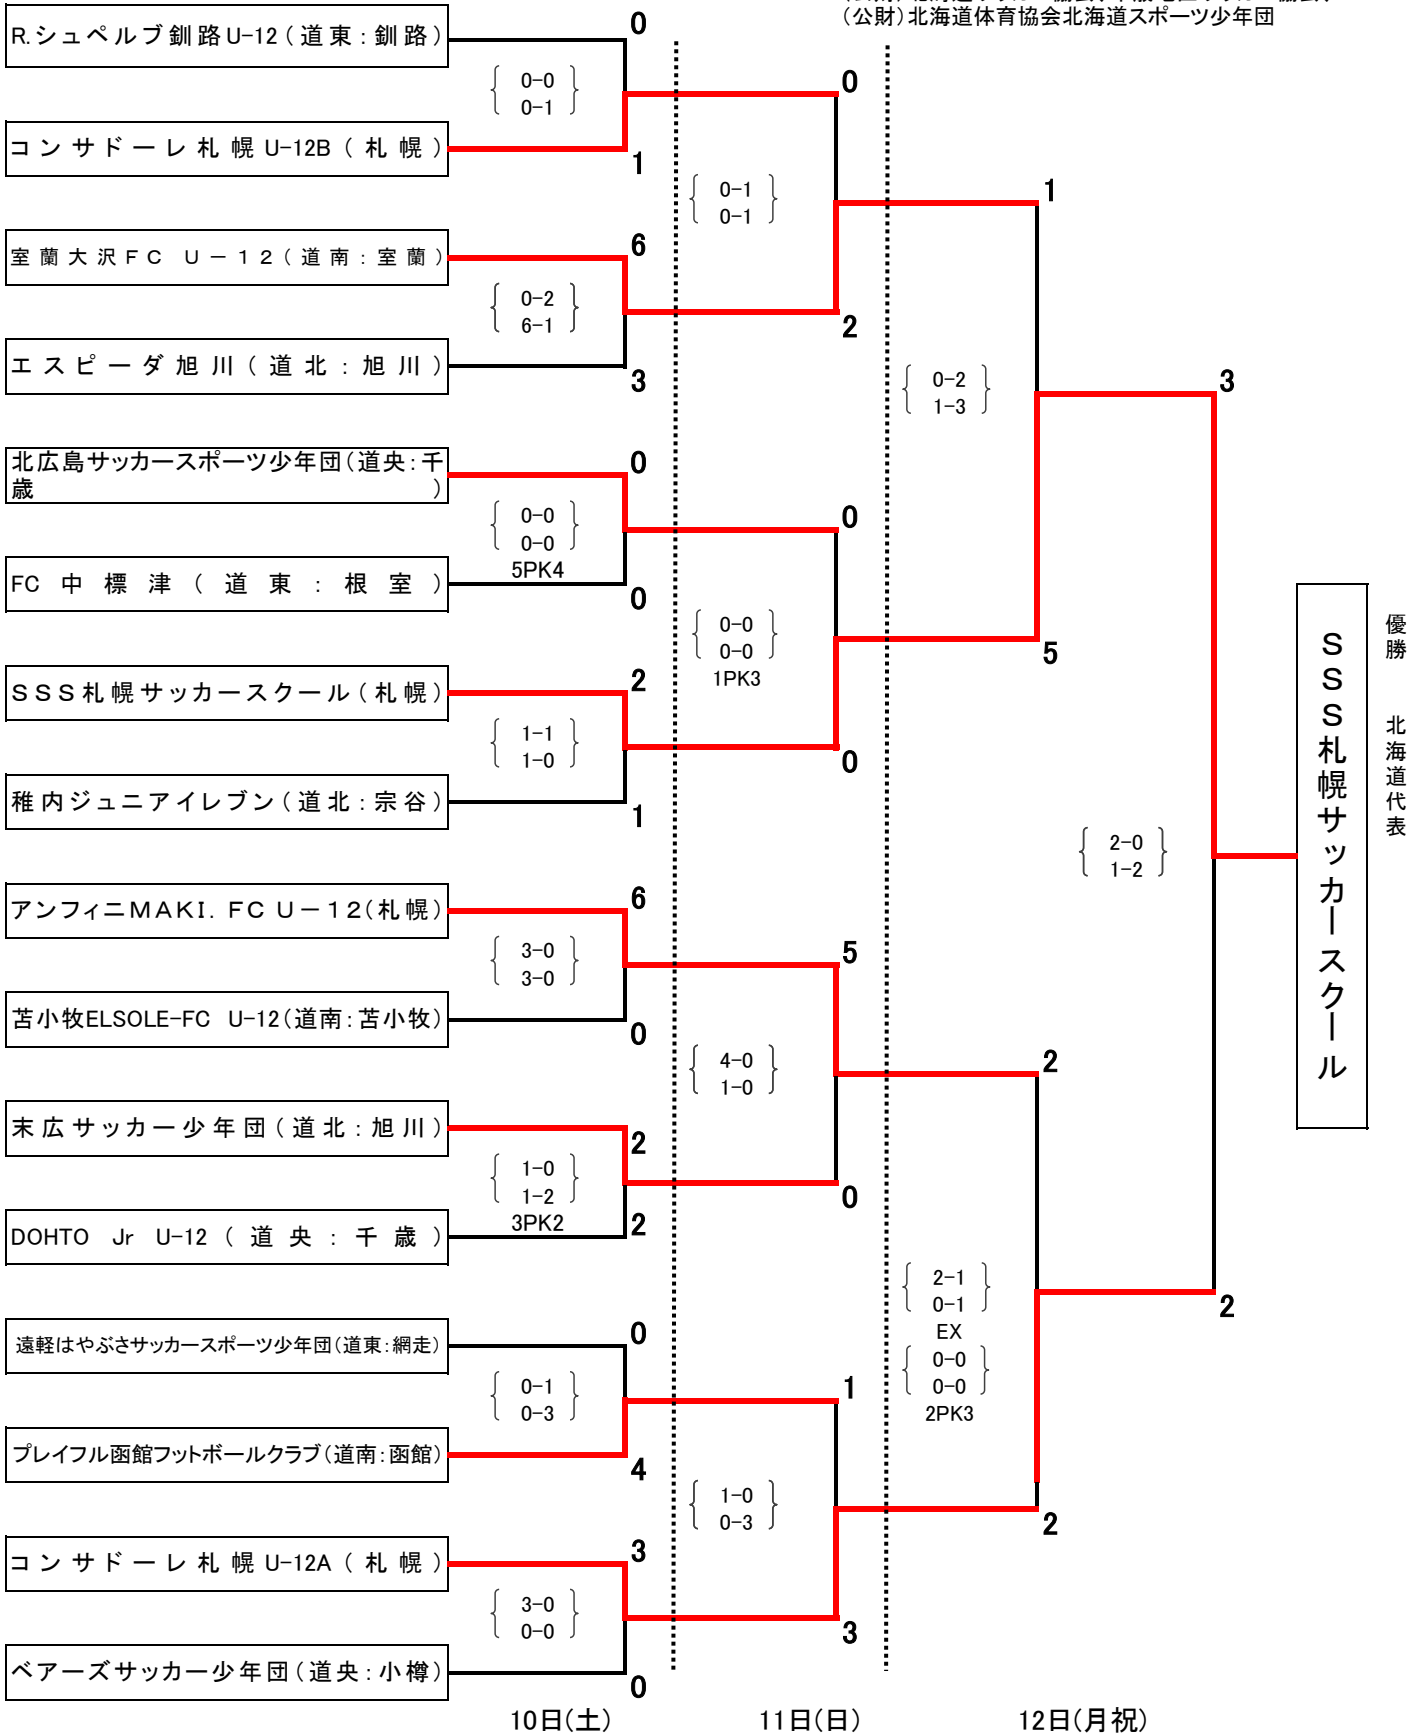 （公財）北海道体育協会北海道スポーツ少年団
R.シュペルブ釧路U-12（道東：釧路）
0
0-0
0-1
コンサドーレ札幌U-12B（札幌）
1
0
0-1
0-1
室蘭大沢ＦＣ Ｕ－１２（道南：室蘭）
6
0-2
6-1
2
エスピーダ旭川（道北：旭川）
3
1
0-2
1-3
3
北広島サッカースポーツ少年団（道央：千
歳）
0
0-0
0-0
5PK4
FC中標津（道東：根室）
0
0
0-0
0-0
1PK3
ＳＳＳ札幌サッカースクール（札幌）
2
1-1
1-0
0
稚内ジュニアイレブン（道北：宗谷）
1
5
2-0
1-2
ＳＳＳ札幌サッカースクール
優勝 北海道代表
アンフィニＭＡＫＩ．ＦＣ Ｕ－１２（札幌）
6
3-0
3-0
苫小牧ELSOLE-FC U-12（道南：苫小牧）
0
5
4-0
1-0
末広サッカー少年団（道北：旭川）
2
1-0
1-2
3PK2
0
DOHTO Jr U-12（道央：千歳）
2
2
2-1
0-1
EX
0-0
0-0
2PK3
2
遠軽はやぶさサッカースポーツ少年団（道東：網走）
0
0-1
0-3
プレイフル函館フットボールクラブ（道南：函館）
4
1
1-0
0-3
コンサドーレ札幌U-12A（札幌）
3
3-0
0-0
3
ベアーズサッカー少年団（道央：小樽）
0
2
10日(土)
11日(日)
12日(月祝)